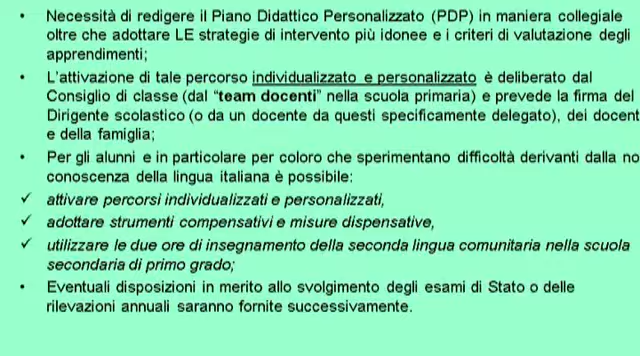 • Necessità di redigere il Piano Didattico Personalizzato (PDP) in maniera collegiale
oltre che adottare LE strategie di intervento più idonee e i criteri di valutazione degli
apprendimenti;
• L'attivazione di tale percorso individualizzato e personalizzato è deliberato dal
Consiglio di classe (dal "team docenti" nella scuola primaria) e prevede la firma del
Dirigente scolastico (o da un docente da questi specificamente delegato), dei docent
e della famiglia;
• Per gli alunni e in particolare per coloro che sperimentano difficoltà derivanti dalla no
conoscenza della lingua italiana è possibile:
✓ attivare percorsi individualizzati e personalizzati,
✓ adottare strumenti compensativi e misure dispensative,
✓ utilizzare le due ore di insegnamento della seconda lingua comunitaria nella scuola
secondaria di primo grado;
• Eventuali disposizioni in merito allo svolgimento degli esami di Stato o delle
rilevazioni annuali saranno fornite successivamente.